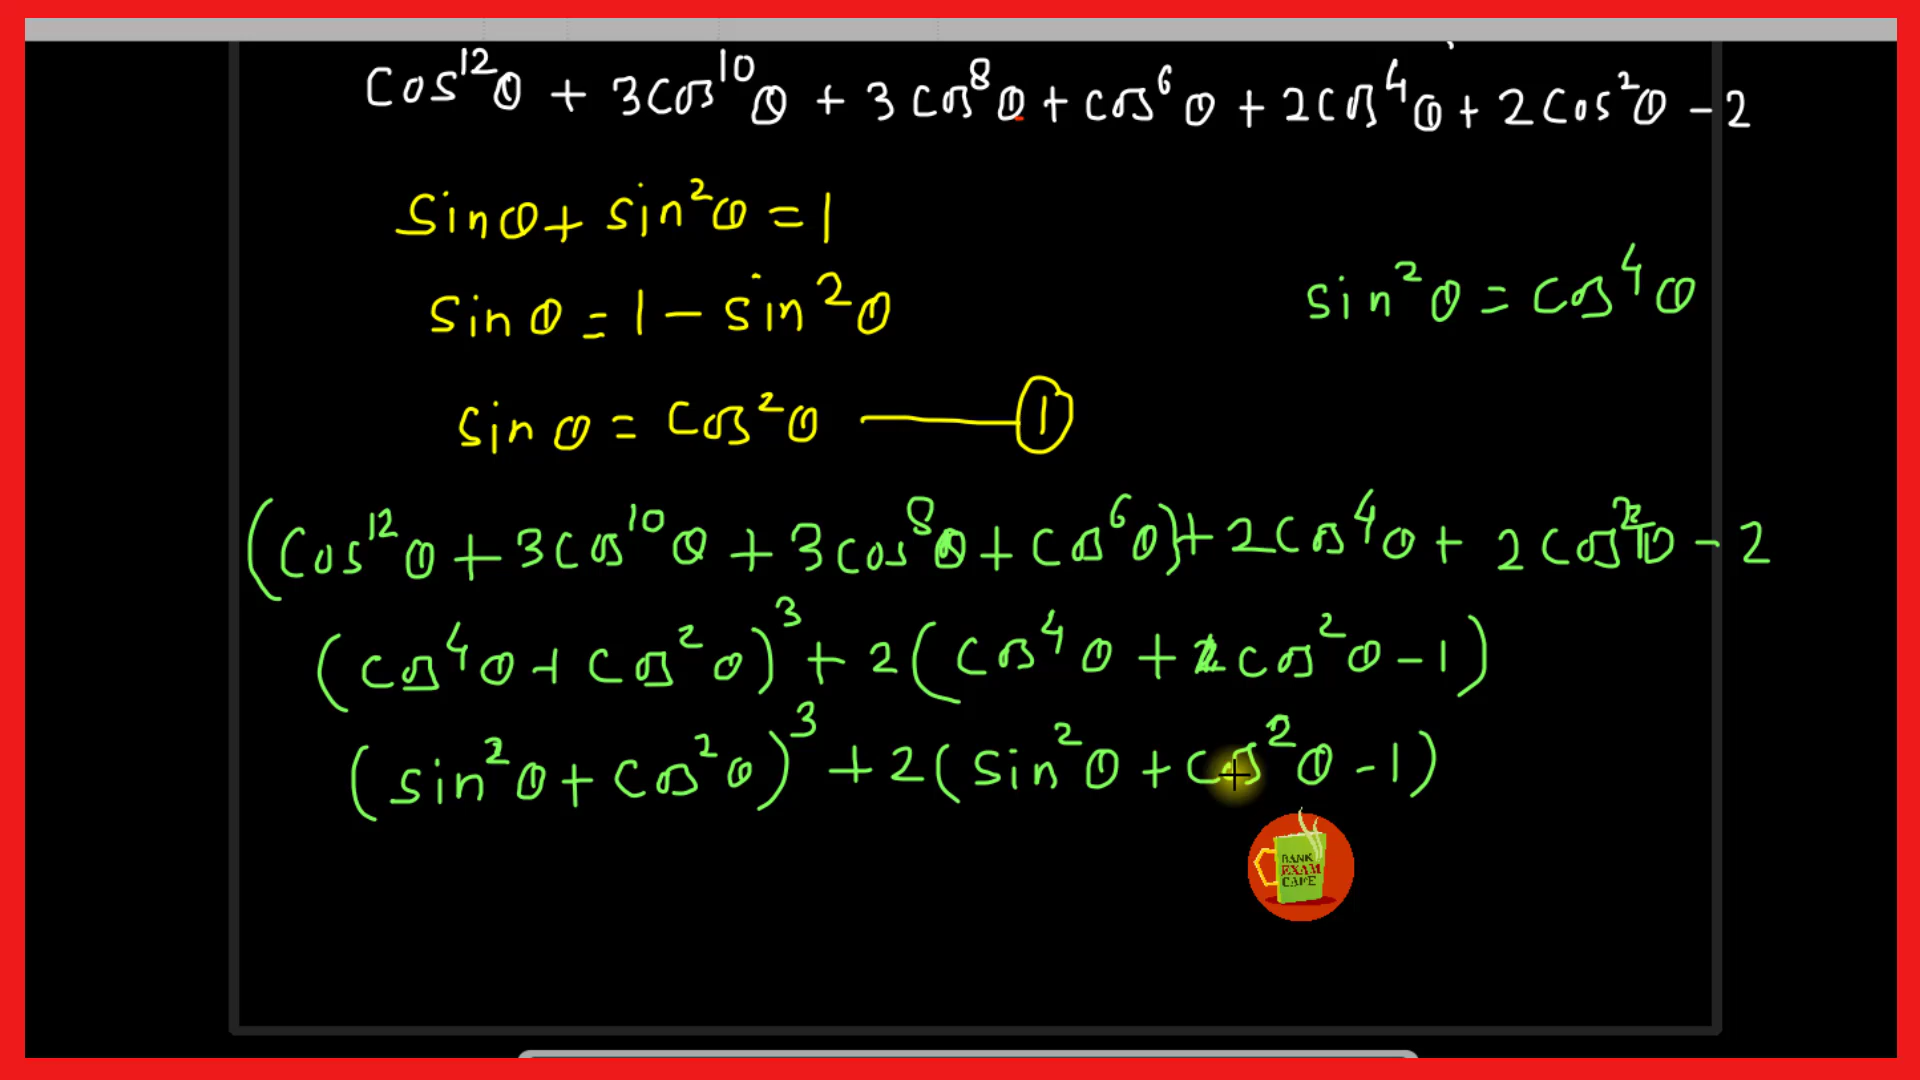 cos¹²θ + 3cos¹⁰θ + 3cos⁸θ + cos⁶θ + 2cos⁴θ + 2cos²θ - 2
sinθ + sin²θ = 1
sinθ = 1 - sin²θ
sin²θ = cos⁴θ
sinθ = cos²θ —— ①
(cos¹²θ + 3cos¹⁰θ + 3cos⁸θ + cos⁶θ) + 2cos⁴θ + 2cos²θ - 2
(cos⁴θ + cos²θ)³ + 2(cos⁴θ + cos²θ - 1)
(sin²θ + cos²θ)³ + 2(sin²θ + cos²θ - 1)
BANK
EXAM
CAFE